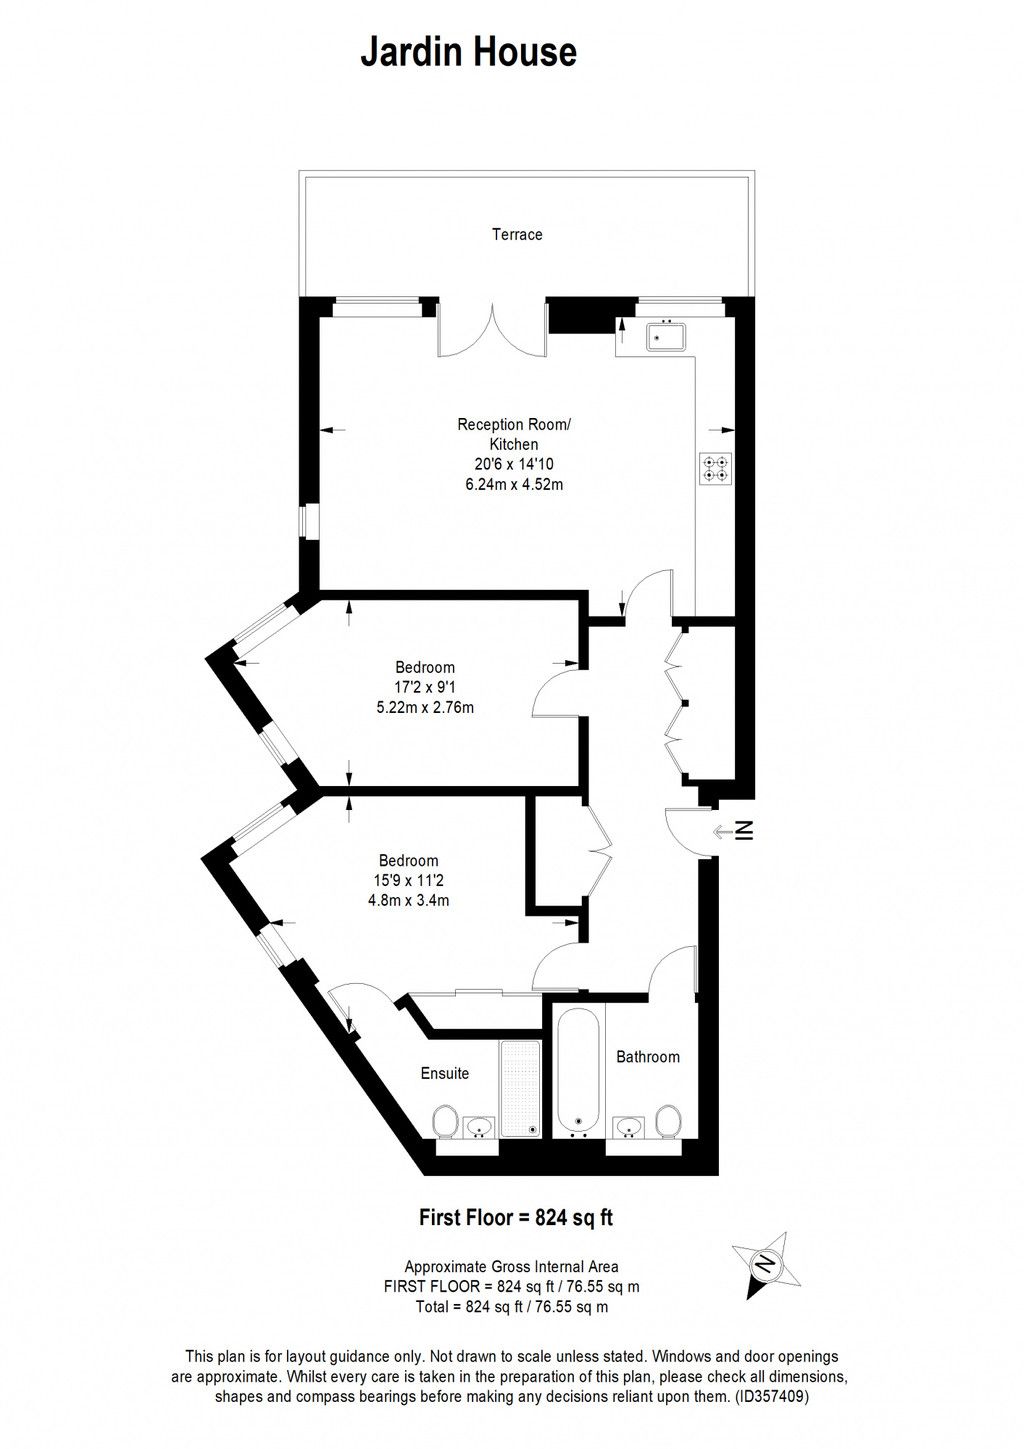 Jardin House
Terrace
Reception Room/
Kitchen
20'6 x 14'10
6.24m x 4.52m
Bedroom
17'2 x 9'1
5.22m x 2.76m
IN
Bedroom
15'9 x 11'2
4.8m x 3.4m
Bathroom
Ensuite
First Floor = 824 sq ft
N
Approximate Gross Internal Area
FIRST FLOOR = 824 sq ft / 76.55 sq m
Total = 824 sq ft / 76.55 sq m
This plan is for layout guidance only. Not drawn to scale unless stated. Windows and door openings
are approximate. Whilst every care is taken in the preparation of this plan, please check all dimensions,
shapes and compass bearings before making any decisions reliant upon them. (ID357409)